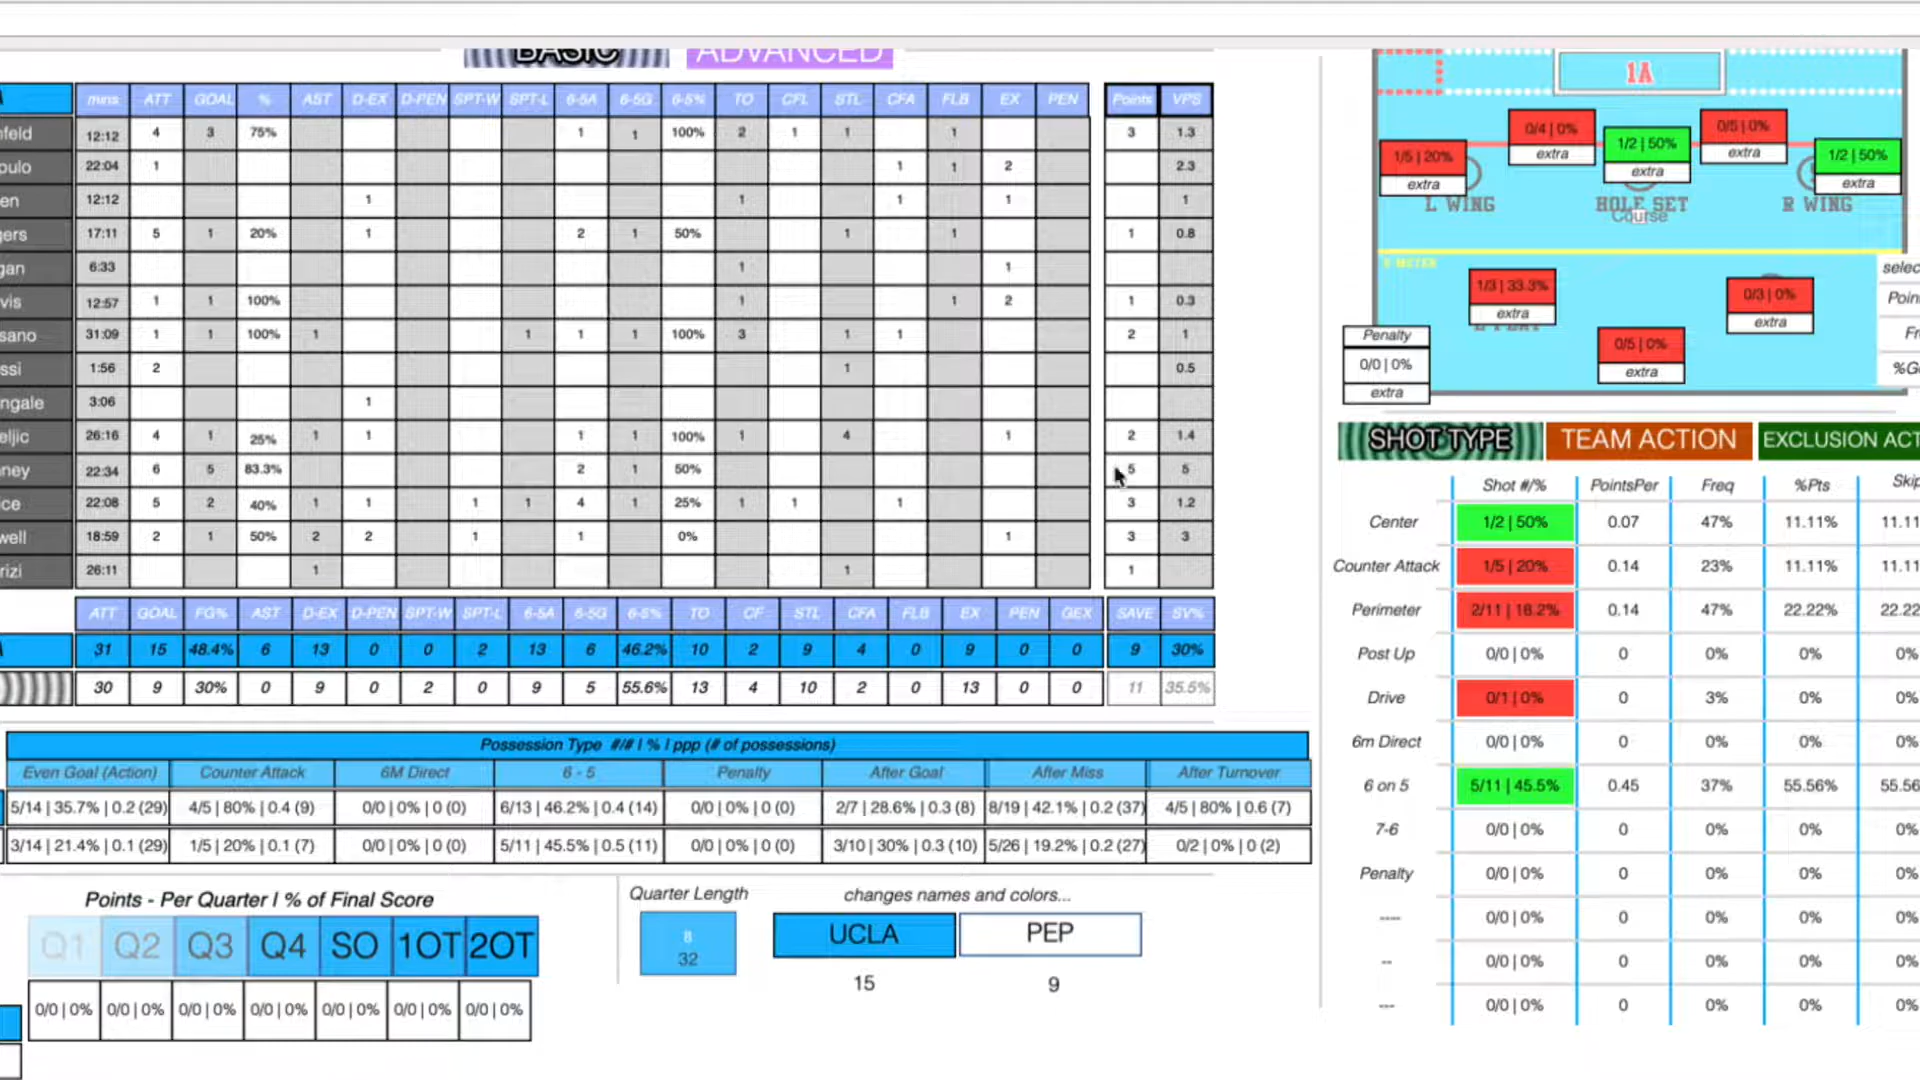 BASIC ADVANCED
A mins ATT GOAL % AST D-EX D-PEN SPT-W SPT-L 6-5A 6-5G 6-5% TO CFL STL CFA FLB EX PEN Points VPS
nfeld 12:12 4 3 75% 1 1 100% 2 1 1 1 3 1.3
pulo 22:04 1 1 1 2 2.3
en 12:12 1 1 1 1 1
gers 17:11 5 1 20% 1 2 1 50% 1 1 1 0.8
gan 6:33 1 1
vis 12:57 1 1 100% 1 1 2 1 0.3
sano 31:09 1 1 100% 1 1 1 1 100% 3 1 1 2 1
ssi 1:56 2 1 0.5
ngale 3:06 1
eljic 26:16 4 1 25% 1 1 1 1 100% 1 4 1 2 1.4
ney 22:34 6 5 83.3% 2 1 50% 5 5
ice 22:08 5 2 40% 1 1 1 1 4 1 25% 1 1 1 3 1.2
well 18:59 2 1 50% 2 2 1 1 0% 1 3 3
rizi 26:11 1 1 1
ATT GOAL FG% AST D-EX D-PEN SPT-W SPT-L 6-5A 6-5G 6-5% TO CF STL CFA FLB EX PEN GEX SAVE SV%
A 31 15 48.4% 6 13 0 0 2 13 6 46.2% 10 2 9 4 0 9 0 0 9 30%
30 9 30% 0 9 0 2 0 9 5 55.6% 13 4 10 2 0 13 0 0 11 35.5%
Possession Type #/# | % | ppp (# of possessions)
Even Goal (Action) Counter Attack 6M Direct 6 - 5 Penalty After Goal After Miss After Turnover
5/14 | 35.7% | 0.2 (29) 4/5 | 80% | 0.4 (9) 0/0 | 0% | 0 (0) 6/13 | 46.2% | 0.4 (14) 0/0 | 0% | 0 (0) 2/7 | 28.6% | 0.3 (8) 8/19 | 42.1% | 0.2 (37) 4/5 | 80% | 0.6 (7)
3/14 | 21.4% | 0.1 (29) 1/5 | 20% | 0.1 (7) 0/0 | 0% | 0 (0) 5/11 | 45.5% | 0.5 (11) 0/0 | 0% | 0 (0) 3/10 | 30% | 0.3 (10) 5/26 | 19.2% | 0.2 (27) 0/2 | 0% | 0 (2)
Points - Per Quarter | % of Final Score
Q1 Q2 Q3 Q4 SO 1OT 2OT
0/0 | 0% 0/0 | 0% 0/0 | 0% 0/0 | 0% 0/0 | 0% 0/0 | 0% 0/0 | 0%
Quarter Length
8
32
changes names and colors...
UCLA PEP
15 9
1A
0/4 | 0% 0/5 | 0%
extra extra
1/5 | 20% 1/2 | 50% 1/2 | 50%
extra extra extra
L WING HOLE SET R WING
Course
selec
1/3 | 33.3% 0/3 | 0% Poin
extra extra
Penalty Fr
0/5 | 0%
0/0 | 0% extra %G
extra
SHOT TYPE TEAM ACTION EXCLUSION ACT
Shot #/% PointsPer Freq %Pts Skip
Center 1/2 | 50% 0.07 47% 11.11% 11.11
Counter Attack 1/5 | 20% 0.14 23% 11.11% 11.11
Perimeter 2/11 | 18.2% 0.14 47% 22.22% 22.22
Post Up 0/0 | 0% 0 0% 0% 0%
Drive 0/1 | 0% 0 3% 0% 0%
6m Direct 0/0 | 0% 0 0% 0% 0%
6 on 5 5/11 | 45.5% 0.45 37% 55.56% 55.56
7-6 0/0 | 0% 0 0% 0% 0%
Penalty 0/0 | 0% 0 0% 0% 0%
---- 0/0 | 0% 0 0% 0% 0%
-- 0/0 | 0% 0 0% 0% 0%
--- 0/0 | 0% 0 0% 0% 0%